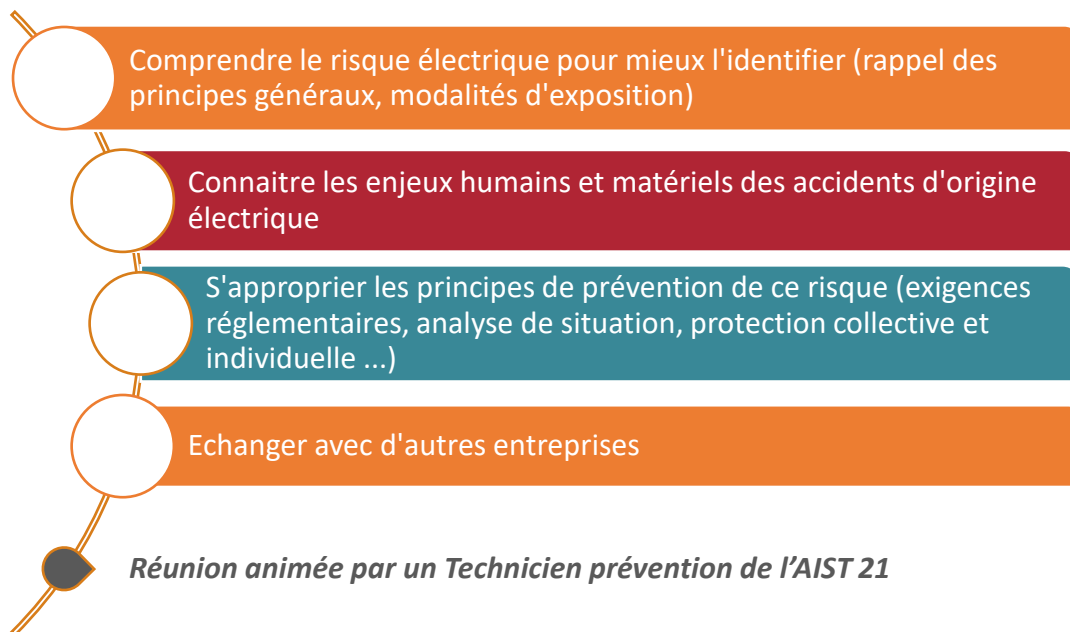 Comprendre le risque électrique pour mieux l'identifier (rappel des
principes généraux, modalités d'exposition)
Connaitre les enjeux humains et matériels des accidents d'origine
électrique
S'approprier les principes de prévention de ce risque (exigences
réglementaires, analyse de situation, protection collective et
individuelle ...)
Echanger avec d'autres entreprises
Réunion animée par un Technicien prévention de l’AIST 21